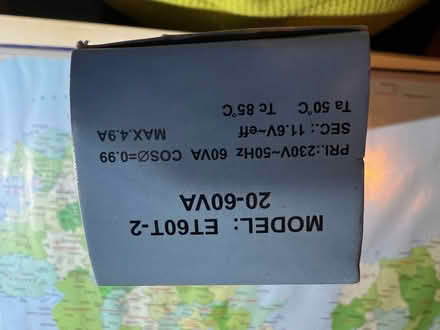 MODEL: ET60T-2
20-60VA
PRI.:230V~50Hz 60VA COSØ=0.99
SEC.: 11.6V~eff MAX.4.9A
Ta 50°C Tc 85°C